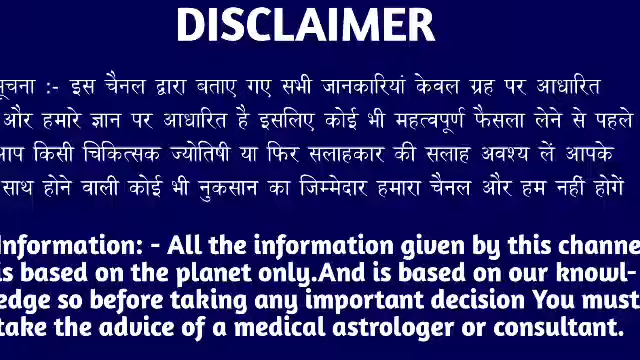 DISCLAIMER
सूचना :- इस चैनल द्वारा बताए गए सभी जानकारियां केवल ग्रह पर आधारित
और हमारे ज्ञान पर आधारित है इसलिए कोई भी महत्वपूर्ण फैसला लेने से पहले
आप किसी चिकित्सक ज्योतिषी या फिर सलाहकार की सलाह अवश्य लें आपके
साथ होने वाली कोई भी नुकसान का जिम्मेदार हमारा चैनल और हम नहीं होगें
Information: - All the information given by this channe
is based on the planet only.And is based on our knowl-
edge so before taking any important decision You must
take the advice of a medical astrologer or consultant.